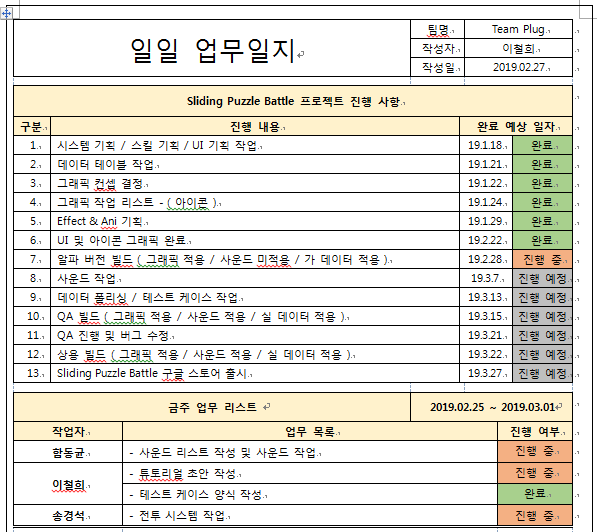 일일 업무일지
팀명 Team Plug
작성자 이철희
작성일 2019.02.27
Sliding Puzzle Battle 프로젝트 진행 사항
구분 진행 내용 완료 예상 일자
1. 시스템 기획 / 스킬 기획 / UI 기획 작업 19.1.18. 완료
2. 데이터 테이블 작업 19.1.21. 완료
3. 그래픽 컨셉 결정 19.1.22. 완료
4. 그래픽 작업 리스트 - ( 아이콘 ) 19.1.24. 완료
5. Effect & Ani 기획 19.1.29. 완료
6. UI 및 아이콘 그래픽 완료 19.2.22. 완료
7. 알파 버전 빌드 ( 그래픽 적용 / 사운드 미적용 / 가 데이터 적용 ) 19.2.28. 진행 중
8. 사운드 작업 19.3.7. 진행 예정
9. 데이터 폴리싱 / 테스트 케이스 작업 19.3.13. 진행 예정
10. QA 빌드 ( 그래픽 적용 / 사운드 적용 / 실 데이터 적용 ) 19.3.15. 진행 예정
11. QA 진행 및 버그 수정 19.3.21. 진행 예정
12. 상용 빌드 ( 그래픽 적용 / 사운드 적용 / 실 데이터 적용 ) 19.3.22. 진행 예정
13. Sliding Puzzle Battle 구글 스토어 출시 19.3.27. 진행 예정
금주 업무 리스트 2019.02.25 ~ 2019.03.01
작업자 업무 목록 진행 여부
함동균 - 사운드 리스트 작성 및 사운드 작업 진행 중
이철희 - 튜토리얼 초안 작성 진행 중
- 테스트 케이스 양식 작성 완료
송경석 - 전투 시스템 작업 진행 중